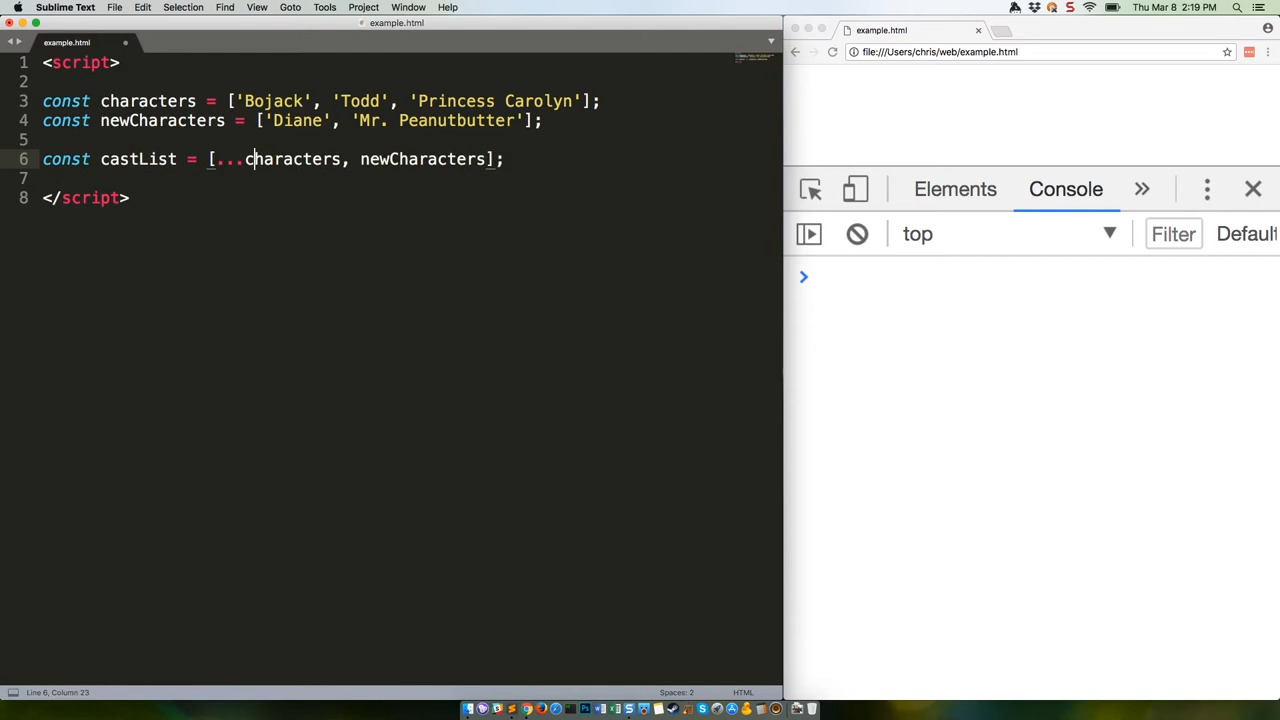 Sublime Text File Edit Selection Find View Goto Tools Project Window Help Thu Mar 8 2:19 PM
example.html
example.html
example.html
file:///Users/chris/web/example.html
1 <script>
2
3 const characters = ['Bojack', 'Todd', 'Princess Carolyn'];
4 const newCharacters = ['Diane', 'Mr. Peanutbutter'];
5
6 const castList = [...characters, newCharacters];
7
8 </script>
Elements Console
top Filter Default
Line 6, Column 23 Spaces: 2 HTML